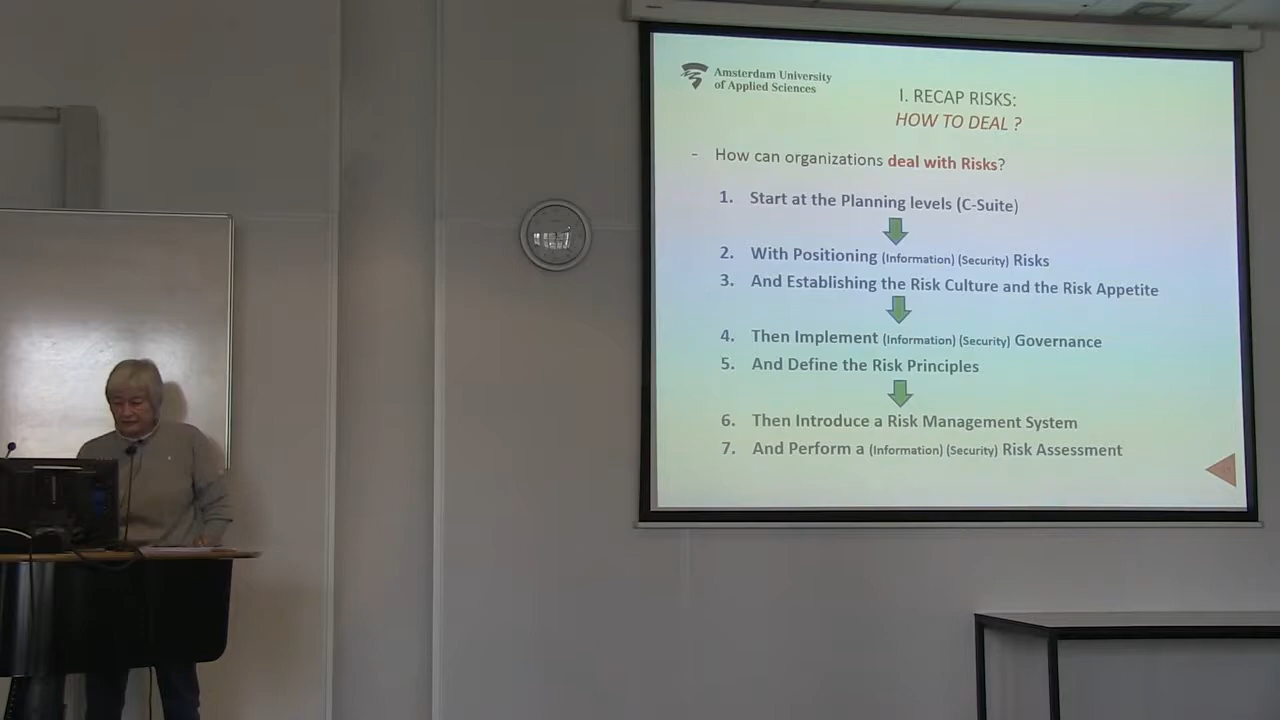 Amsterdam University
of Applied Sciences
I. RECAP RISKS:
HOW TO DEAL ?
- How can organizations deal with Risks?
1. Start at the Planning levels (C-Suite)
2. With Positioning (Information) (Security) Risks
3. And Establishing the Risk Culture and the Risk Appetite
4. Then Implement (Information) (Security) Governance
5. And Define the Risk Principles
6. Then Introduce a Risk Management System
7. And Perform a (Information) (Security) Risk Assessment